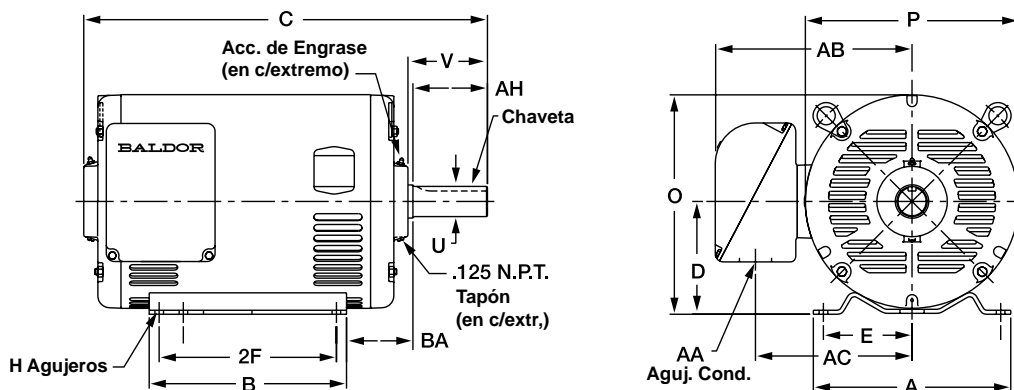 C
Acc. de Engrase
(en c/extremo)
V
AH
Chaveta
BALDOR
U
.125 N.P.T.
Tapón
(en c/extr,)
H Agujeros
2F
BA
B
P
AB
O
D
E
AA
Aguj. Cond.
AC
A